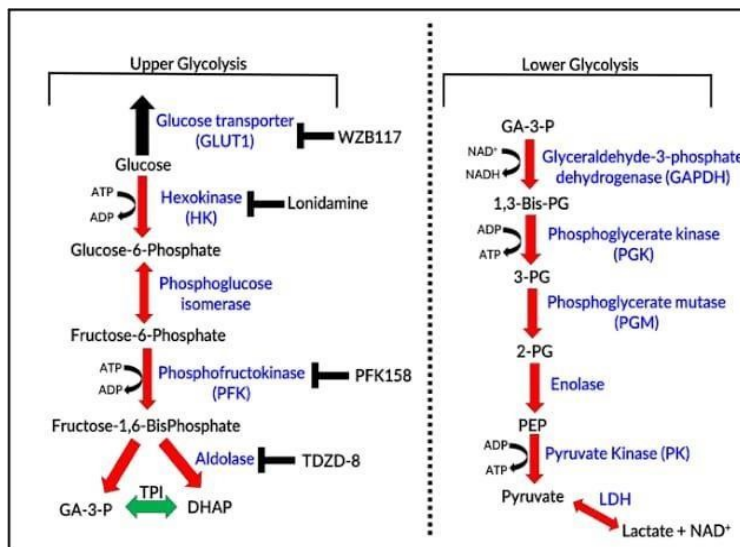 Upper Glycolysis
Glucose transporter
(GLUT1)
WZB117
Glucose
ATP
ADP
Hexokinase
(HK)
Lonidamine
Glucose-6-Phosphate
Phosphoglucose
isomerase
Fructose-6-Phosphate
ATP
ADP
Phosphofructokinase
(PFK)
PFK158
Fructose-1,6-BisPhosphate
Aldolase
TDZD-8
TPI
GA-3-P
DHAP
Lower Glycolysis
GA-3-P
NAD⁺
NADH
Glyceraldehyde-3-phosphate
dehydrogenase (GAPDH)
1,3-Bis-PG
ADP
ATP
Phosphoglycerate kinase
(PGK)
3-PG
Phosphoglycerate mutase
(PGM)
2-PG
Enolase
PEP
ADP
ATP
Pyruvate Kinase (PK)
Pyruvate
LDH
Lactate + NAD⁺